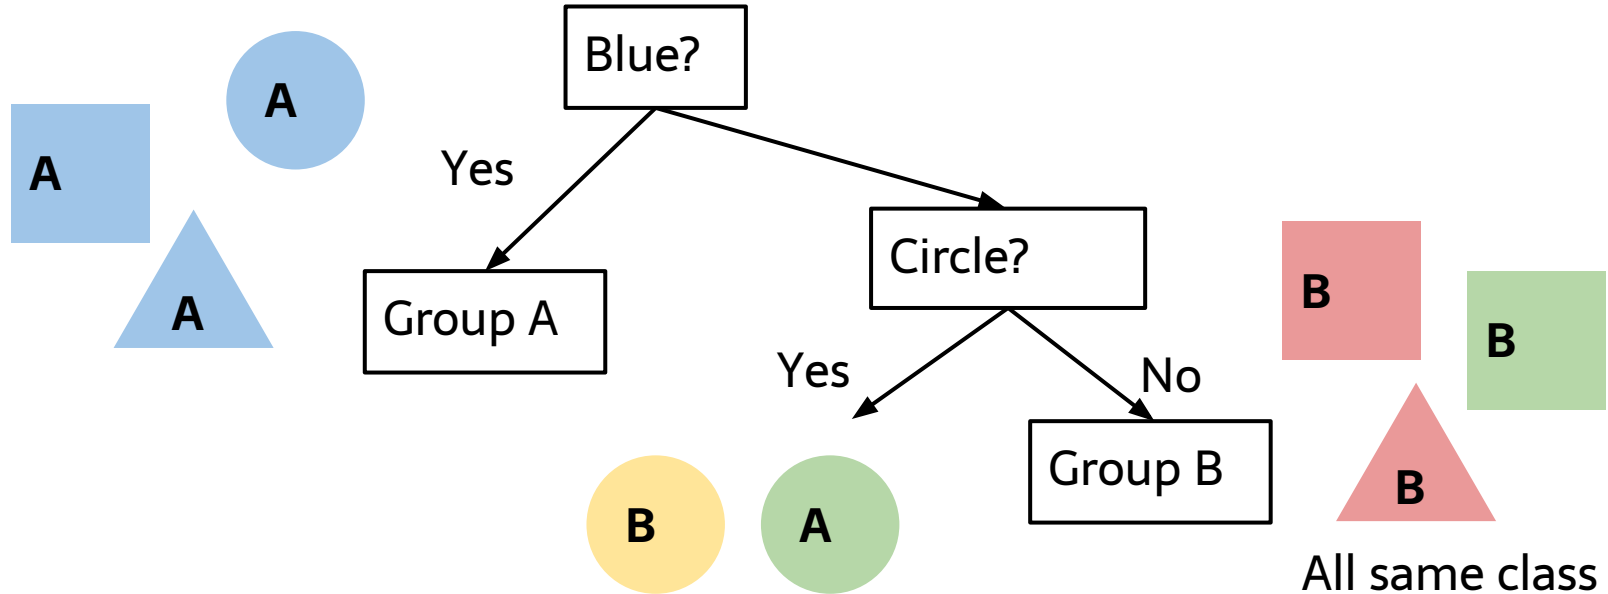 Blue?
A
A
Yes
A
Group A
Circle?
Yes
No
B
B
B
A
Group B
B
All same class